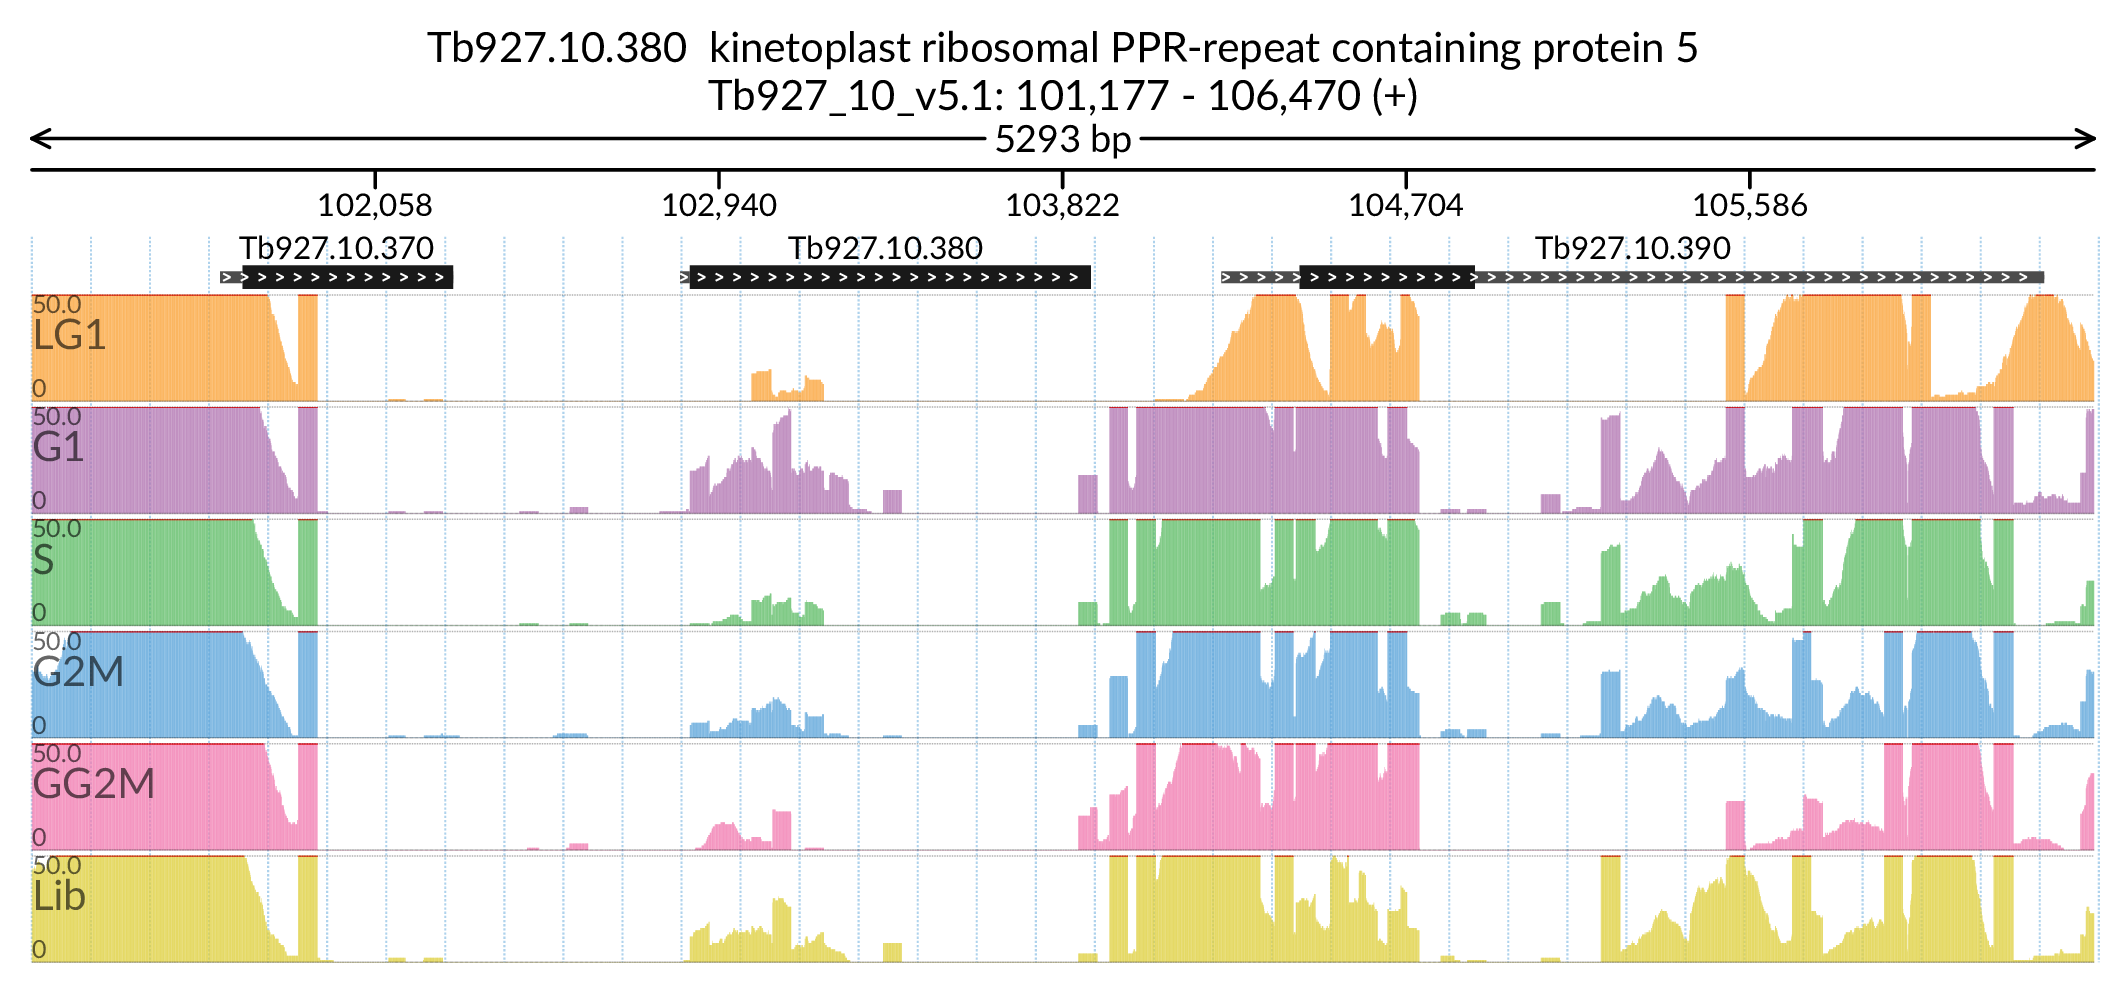 Tb927.10.380  kinetoplast ribosomal PPR-repeat containing protein 5
Tb927_10_v5.1: 101,177 - 106,470 (+)
5293 bp
102,058 102,940 103,822 104,704 105,586
Tb927.10.370 Tb927.10.380 Tb927.10.390
50.0
LG1
0
50.0
G1
0
50.0
S
0
50.0
G2M
0
50.0
GG2M
0
50.0
Lib
0